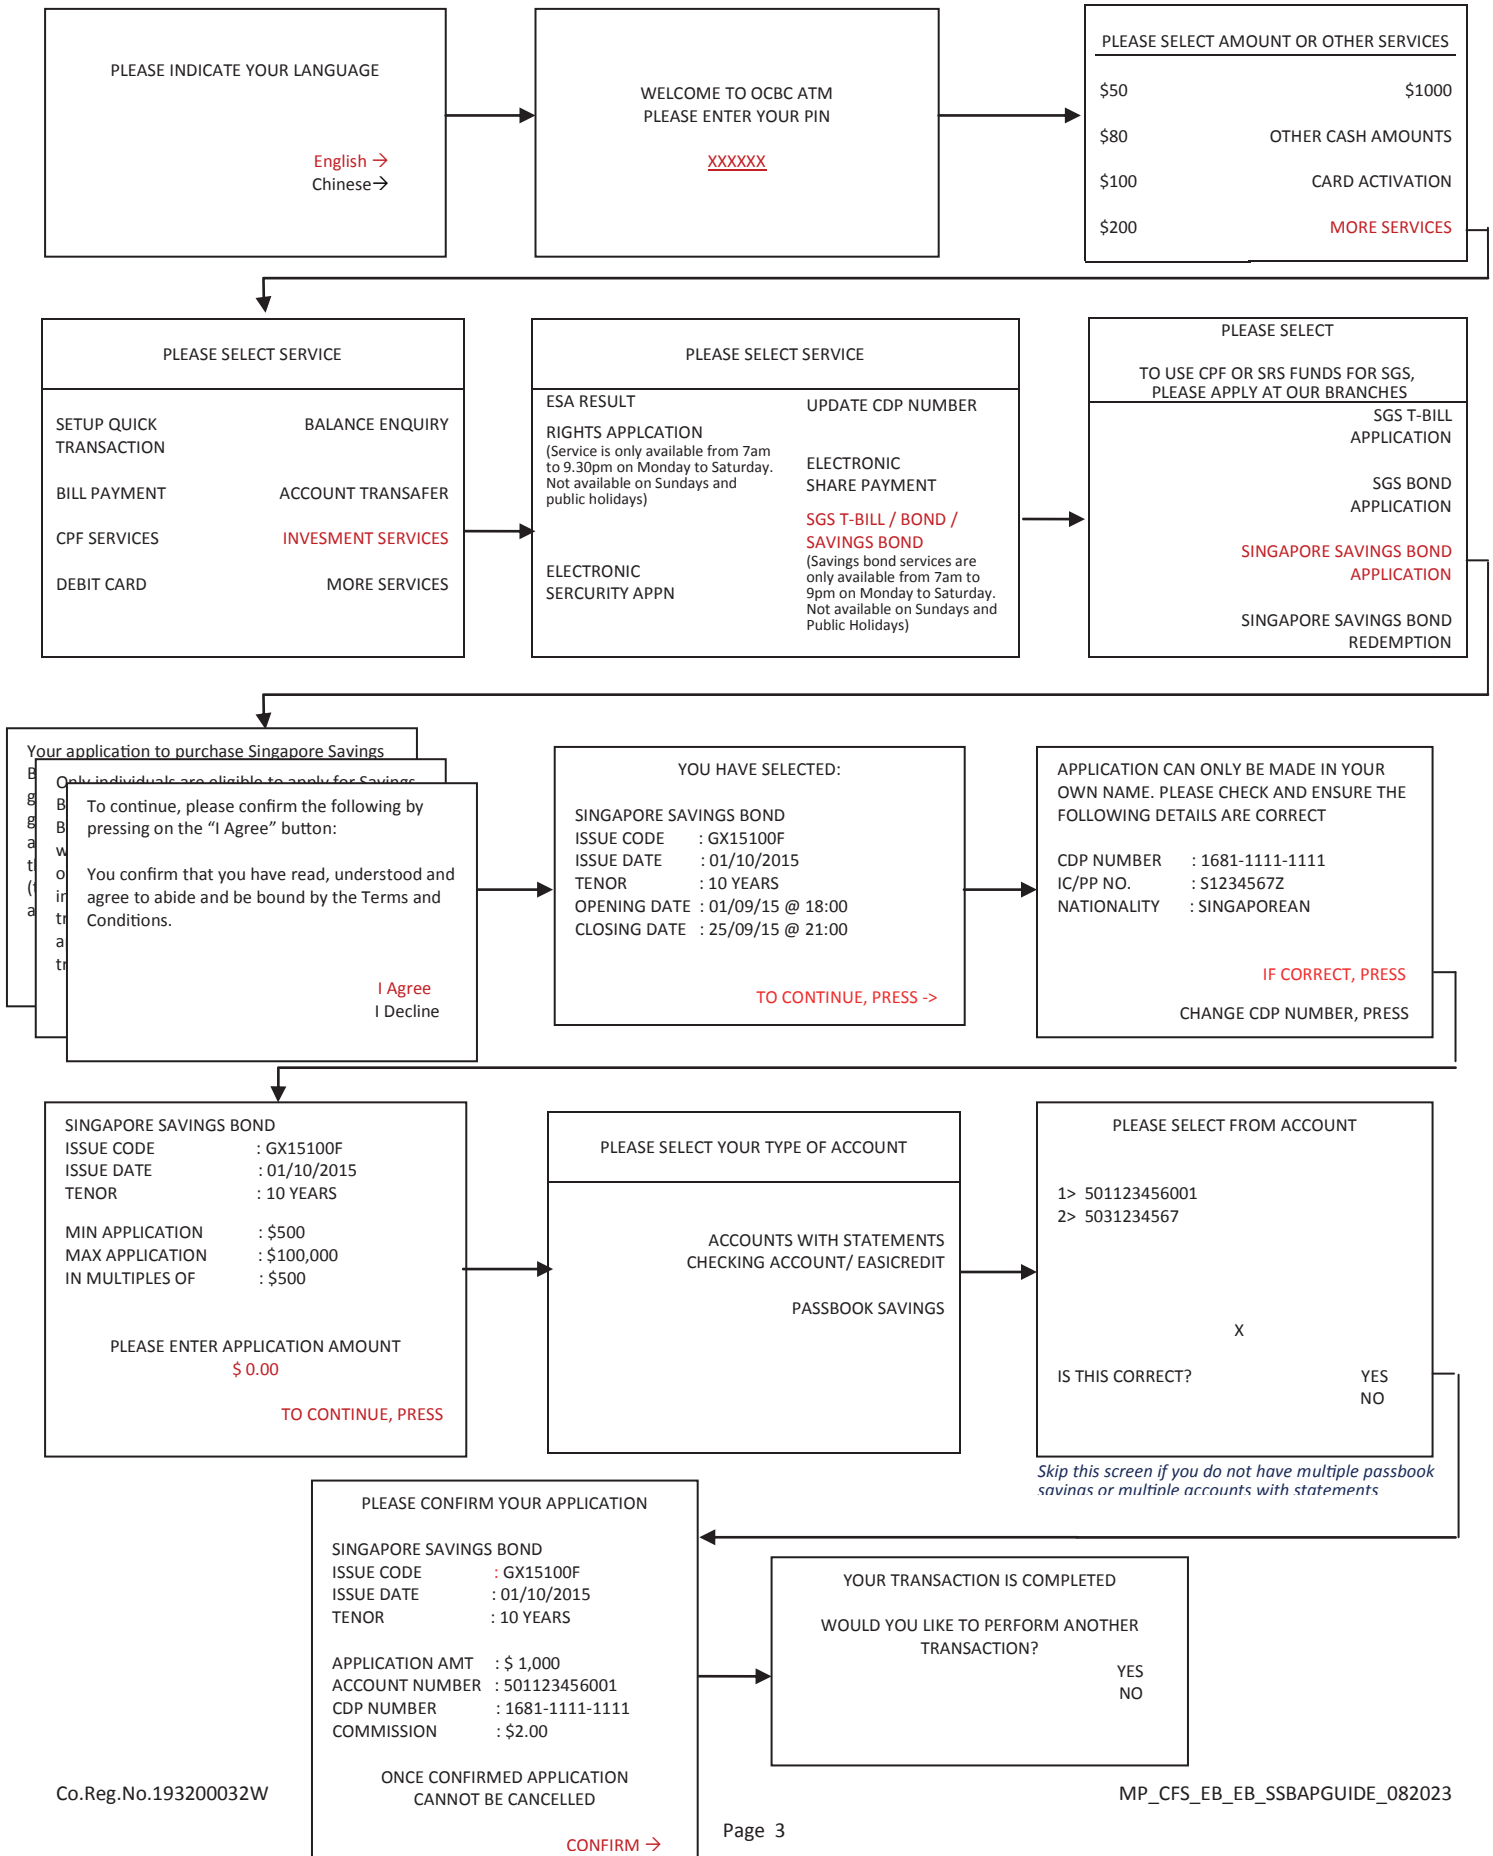 PLEASE INDICATE YOUR LANGUAGE
English →
Chinese→
WELCOME TO OCBC ATM
PLEASE ENTER YOUR PIN
XXXXXX
PLEASE SELECT AMOUNT OR OTHER SERVICES
$50 $1000
$80 OTHER CASH AMOUNTS
$100 CARD ACTIVATION
$200 MORE SERVICES
PLEASE SELECT SERVICE
SETUP QUICK
TRANSACTION
BALANCE ENQUIRY
BILL PAYMENT ACCOUNT TRANSAFER
CPF SERVICES INVESMENT SERVICES
DEBIT CARD MORE SERVICES
PLEASE SELECT SERVICE
ESA RESULT
RIGHTS APPLCATION
(Service is only available from 7am
to 9.30pm on Monday to Saturday.
Not available on Sundays and
public holidays)
ELECTRONIC
SERCURITY APPN
UPDATE CDP NUMBER
ELECTRONIC
SHARE PAYMENT
SGS T-BILL / BOND /
SAVINGS BOND
(Savings bond services are
only available from 7am to
9pm on Monday to Saturday.
Not available on Sundays and
Public Holidays)
PLEASE SELECT
TO USE CPF OR SRS FUNDS FOR SGS,
PLEASE APPLY AT OUR BRANCHES
SGS T-BILL
APPLICATION
SGS BOND
APPLICATION
SINGAPORE SAVINGS BOND
APPLICATION
SINGAPORE SAVINGS BOND
REDEMPTION
Your application to purchase Singapore Savings
Only individuals are eligible to apply for Savings
To continue, please confirm the following by
pressing on the “I Agree” button:
You confirm that you have read, understood and
agree to abide and be bound by the Terms and
Conditions.
I Agree
I Decline
YOU HAVE SELECTED:
SINGAPORE SAVINGS BOND
ISSUE CODE : GX15100F
ISSUE DATE : 01/10/2015
TENOR : 10 YEARS
OPENING DATE : 01/09/15 @ 18:00
CLOSING DATE : 25/09/15 @ 21:00
TO CONTINUE, PRESS ->
APPLICATION CAN ONLY BE MADE IN YOUR
OWN NAME. PLEASE CHECK AND ENSURE THE
FOLLOWING DETAILS ARE CORRECT
CDP NUMBER : 1681-1111-1111
IC/PP NO. : S1234567Z
NATIONALITY : SINGAPOREAN
IF CORRECT, PRESS
CHANGE CDP NUMBER, PRESS
SINGAPORE SAVINGS BOND
ISSUE CODE : GX15100F
ISSUE DATE : 01/10/2015
TENOR : 10 YEARS
MIN APPLICATION : $500
MAX APPLICATION : $100,000
IN MULTIPLES OF : $500
PLEASE ENTER APPLICATION AMOUNT
$ 0.00
TO CONTINUE, PRESS
PLEASE SELECT YOUR TYPE OF ACCOUNT
ACCOUNTS WITH STATEMENTS
CHECKING ACCOUNT/ EASICREDIT
PASSBOOK SAVINGS
PLEASE SELECT FROM ACCOUNT
1> 501123456001
2> 5031234567
X
IS THIS CORRECT? YES
NO
Skip this screen if you do not have multiple passbook
savings or multiple accounts with statements
PLEASE CONFIRM YOUR APPLICATION
SINGAPORE SAVINGS BOND
ISSUE CODE : GX15100F
ISSUE DATE : 01/10/2015
TENOR : 10 YEARS
APPLICATION AMT : $ 1,000
ACCOUNT NUMBER : 501123456001
CDP NUMBER : 1681-1111-1111
COMMISSION : $2.00
ONCE CONFIRMED APPLICATION
CANNOT BE CANCELLED
CONFIRM →
YOUR TRANSACTION IS COMPLETED
WOULD YOU LIKE TO PERFORM ANOTHER
TRANSACTION?
YES
NO
Co.Reg.No.193200032W
MP_CFS_EB_EB_SSBAPGUIDE_082023
Page 3